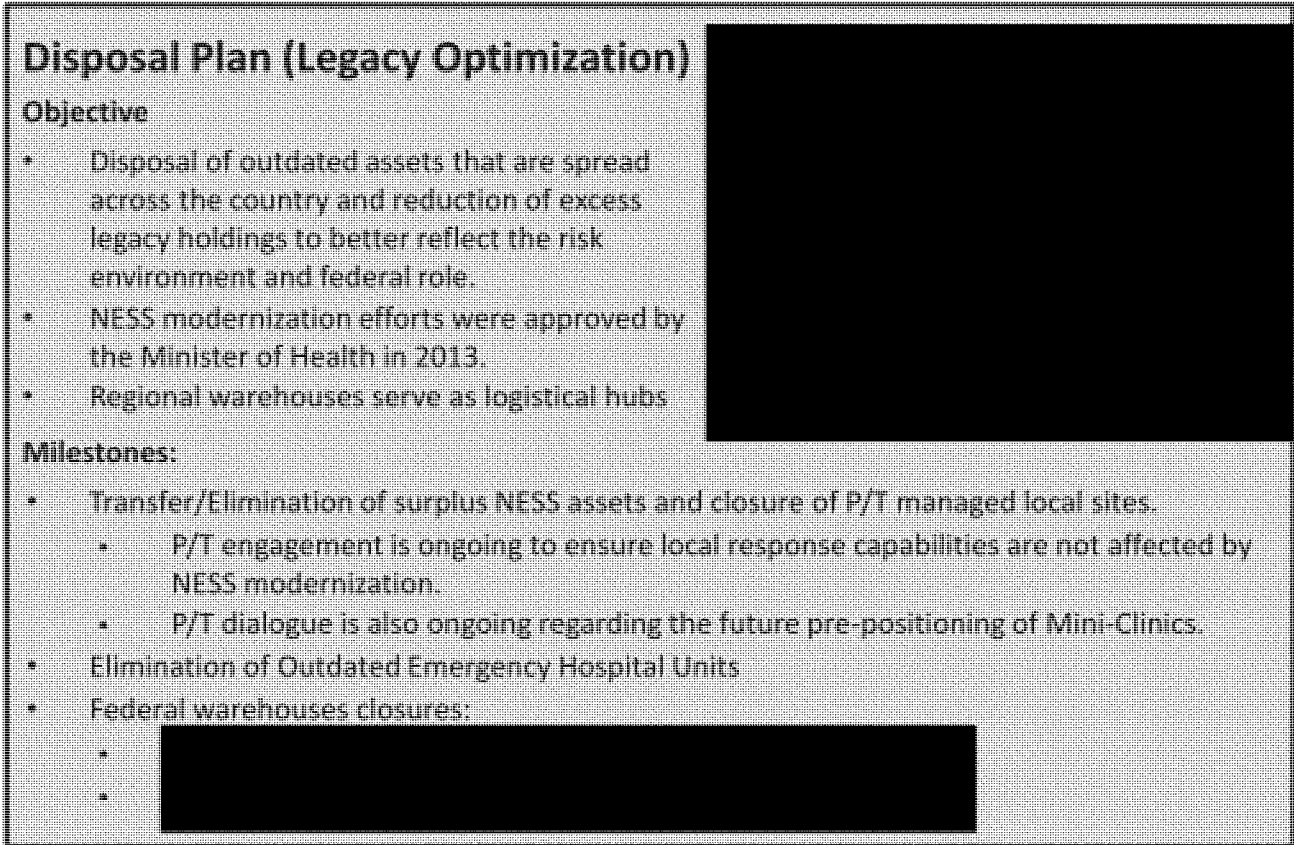 Disposal Plan (Legacy Optimization)
Objective
• Disposal of outdated assets that are spread
across the country and reduction of excess
legacy holdings to better reflect the risk
environment and federal role.
• NESS modernization efforts were approved by
the Minister of Health in 2013.
• Regional warehouses serve as logistical hubs
Milestones:
• Transfer/Elimination of surplus NESS assets and closure of P/T managed local sites.
▪ P/T engagement is ongoing to ensure local response capabilities are not affected by
NESS modernization.
▪ P/T dialogue is also ongoing regarding the future pre-positioning of Mini-Clinics.
• Elimination of Outdated Emergency Hospital Units
• Federal warehouses closures:
▪
▪